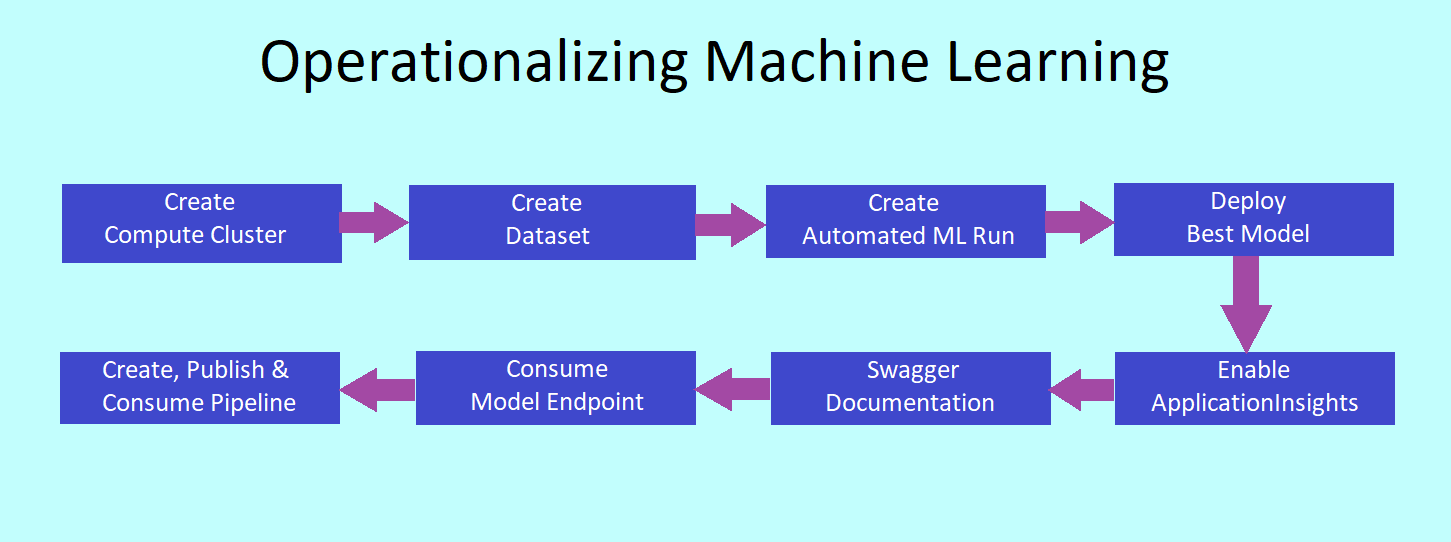 Operationalizing Machine Learning
Create
Compute Cluster
Create
Dataset
Create
Automated ML Run
Deploy
Best Model
Enable
ApplicationInsights
Swagger
Documentation
Consume
Model Endpoint
Create, Publish &
Consume Pipeline